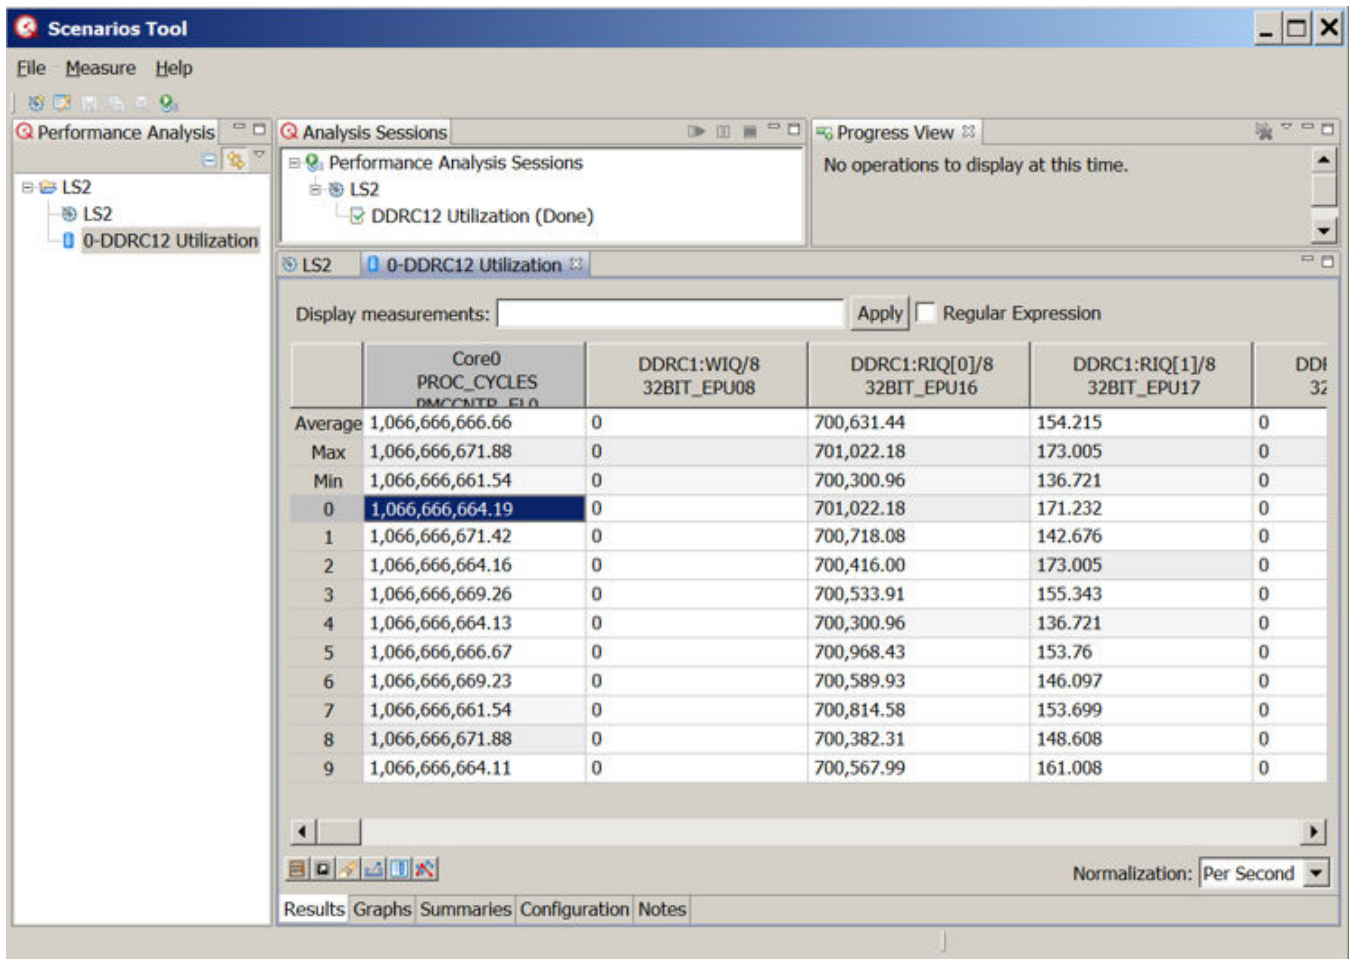 Scenarios Tool
File Measure Help
Performance Analysis
LS2
LS2
0-DDRC12 Utilization
Analysis Sessions
Performance Analysis Sessions
LS2
DDRC12 Utilization (Done)
Progress View
No operations to display at this time.
LS2 0-DDRC12 Utilization
Display measurements: Apply Regular Expression
Core0 DDRC1:WIQ/8 DDRC1:RIQ[0]/8 DDRC1:RIQ[1]/8
PROC_CYCLES 32BIT_EPU08 32BIT_EPU16 32BIT_EPU17 32
PMCCNTR_EL0
Average 1,066,666,666.66 0 700,631.44 154.215 0
Max 1,066,666,671.88 0 701,022.18 173.005 0
Min 1,066,666,661.54 0 700,300.96 136.721 0
0 1,066,666,664.19 0 701,022.18 171.232 0
1 1,066,666,671.42 0 700,718.08 142.676 0
2 1,066,666,664.16 0 700,416.00 173.005 0
3 1,066,666,669.26 0 700,533.91 155.343 0
4 1,066,666,664.13 0 700,300.96 136.721 0
5 1,066,666,666.67 0 700,968.43 153.76 0
6 1,066,666,669.23 0 700,589.93 146.097 0
7 1,066,666,661.54 0 700,814.58 153.699 0
8 1,066,666,671.88 0 700,382.31 148.608 0
9 1,066,666,664.11 0 700,567.99 161.008 0
Normalization: Per Second
Results Graphs Summaries Configuration Notes